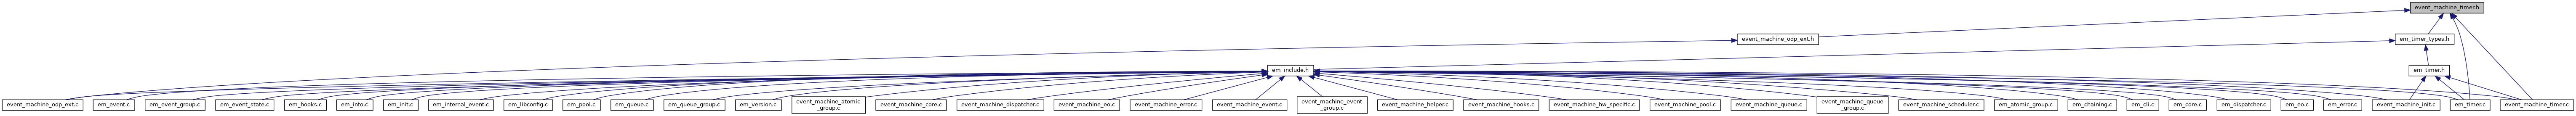 event_machine_timer.h
event_machine_odp_ext.h
em_timer_types.h
em_include.h
em_timer.h
event_machine_odp_ext.c
em_event.c
em_event_group.c
em_event_state.c
em_hooks.c
em_info.c
em_init.c
em_internal_event.c
em_libconfig.c
em_pool.c
em_queue.c
em_queue_group.c
em_version.c
event_machine_atomic
_group.c
event_machine_core.c
event_machine_dispatcher.c
event_machine_eo.c
event_machine_error.c
event_machine_event.c
event_machine_event
_group.c
event_machine_helper.c
event_machine_hooks.c
event_machine_hw_specific.c
event_machine_pool.c
event_machine_queue.c
event_machine_queue
_group.c
event_machine_scheduler.c
em_atomic_group.c
em_chaining.c
em_cli.c
em_core.c
em_dispatcher.c
em_eo.c
em_error.c
event_machine_init.c
em_timer.c
event_machine_timer.c